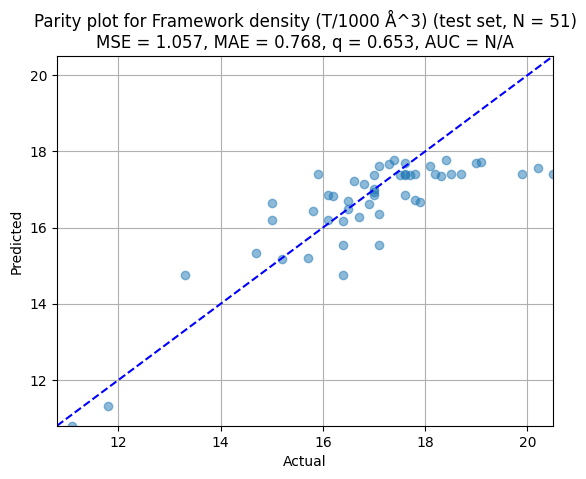 Parity plot for Framework density (T/1000 Å^3) (test set, N = 51)
MSE = 1.057, MAE = 0.768, q = 0.653, AUC = N/A
20
18
16
14
12
Predicted
12
14
16
18
20
Actual